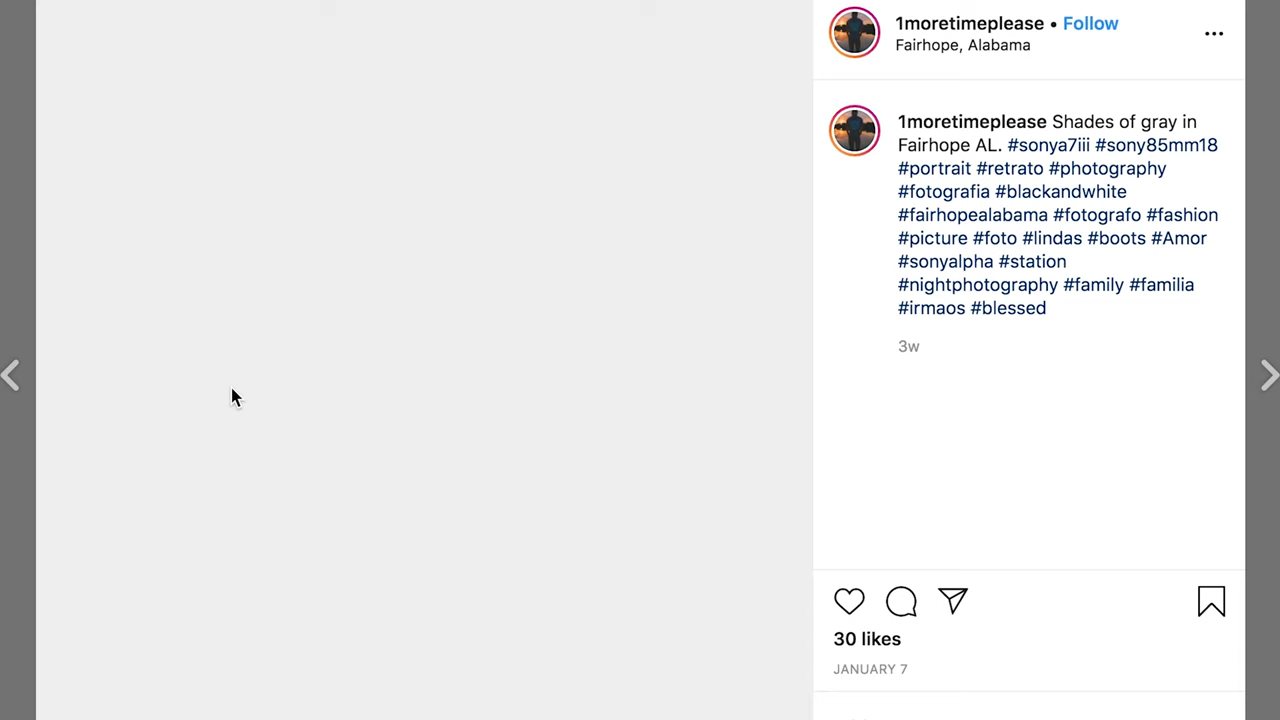 1moretimeplease • Follow
Fairhope, Alabama
1moretimeplease Shades of gray in
Fairhope AL. #sonya7iii #sony85mm18
#portrait #retrato #photography
#fotografia #blackandwhite
#fairhopealabama #fotografo #fashion
#picture #foto #lindas #boots #Amor
#sonyalpha #station
#nightphotography #family #familia
#irmaos #blessed
3w
30 likes
JANUARY 7